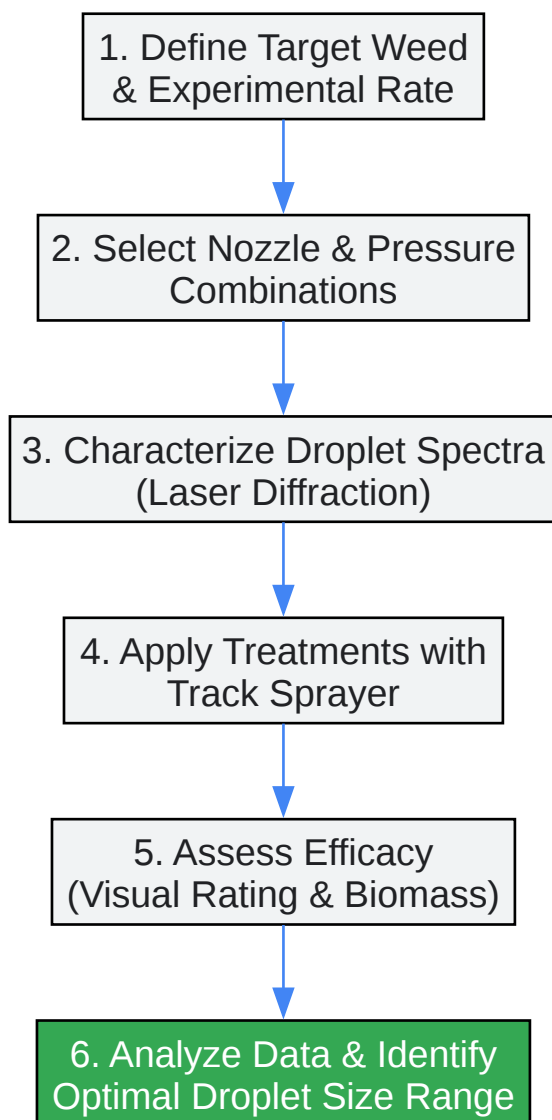 1. Define Target Weed
& Experimental Rate
2. Select Nozzle & Pressure
Combinations
3. Characterize Droplet Spectra
(Laser Diffraction)
4. Apply Treatments with
Track Sprayer
5. Assess Efficacy
(Visual Rating & Biomass)
6. Analyze Data & Identify
Optimal Droplet Size Range